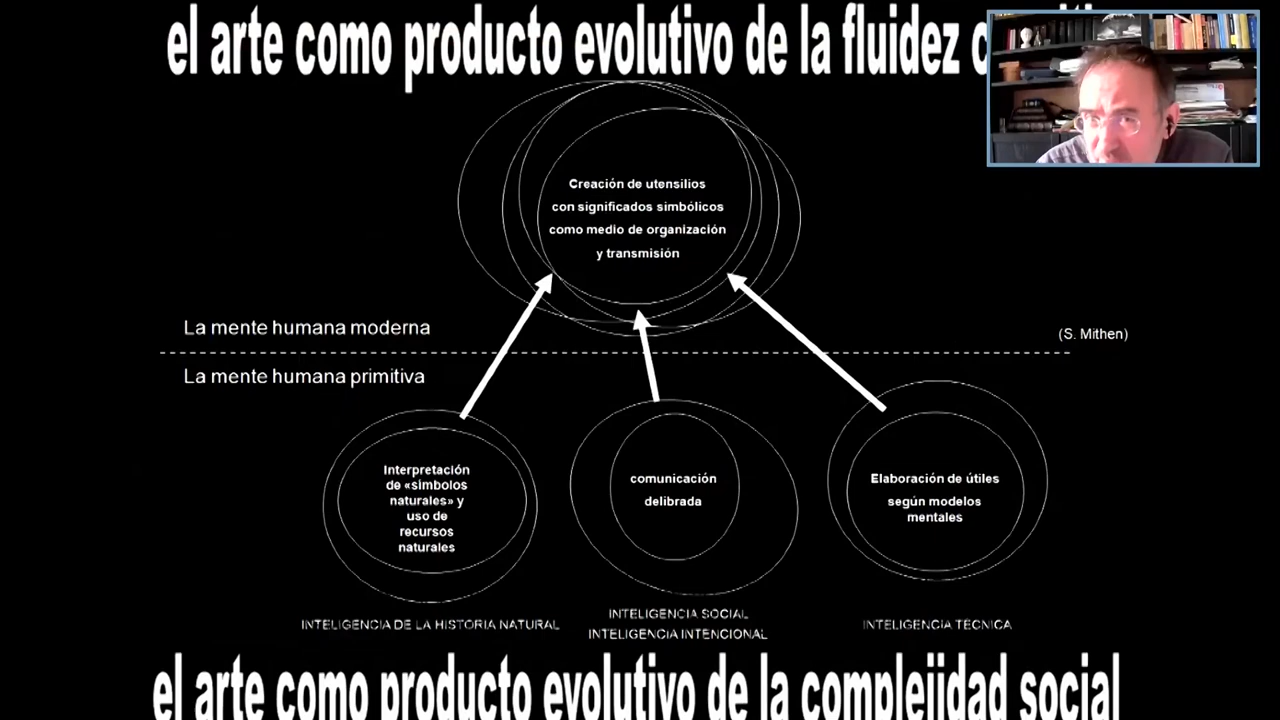 el arte como producto evolutivo de la fluidez
Creación de utensilios
con significados simbólicos
como medio de organización
y transmisión
La mente humana moderna
(S. Mithen)
La mente humana primitiva
Interpretación
de «símbolos
naturales» y
uso de
recursos
naturales
comunicación
delibrada
Elaboración de útiles
según modelos
mentales
INTELIGENCIA DE LA HISTORIA NATURAL
INTELIGENCIA SOCIAL
INTELIGENCIA INTENCIONAL
INTELIGENCIA TÉCNICA
el arte como producto evolutivo de la complejidad social